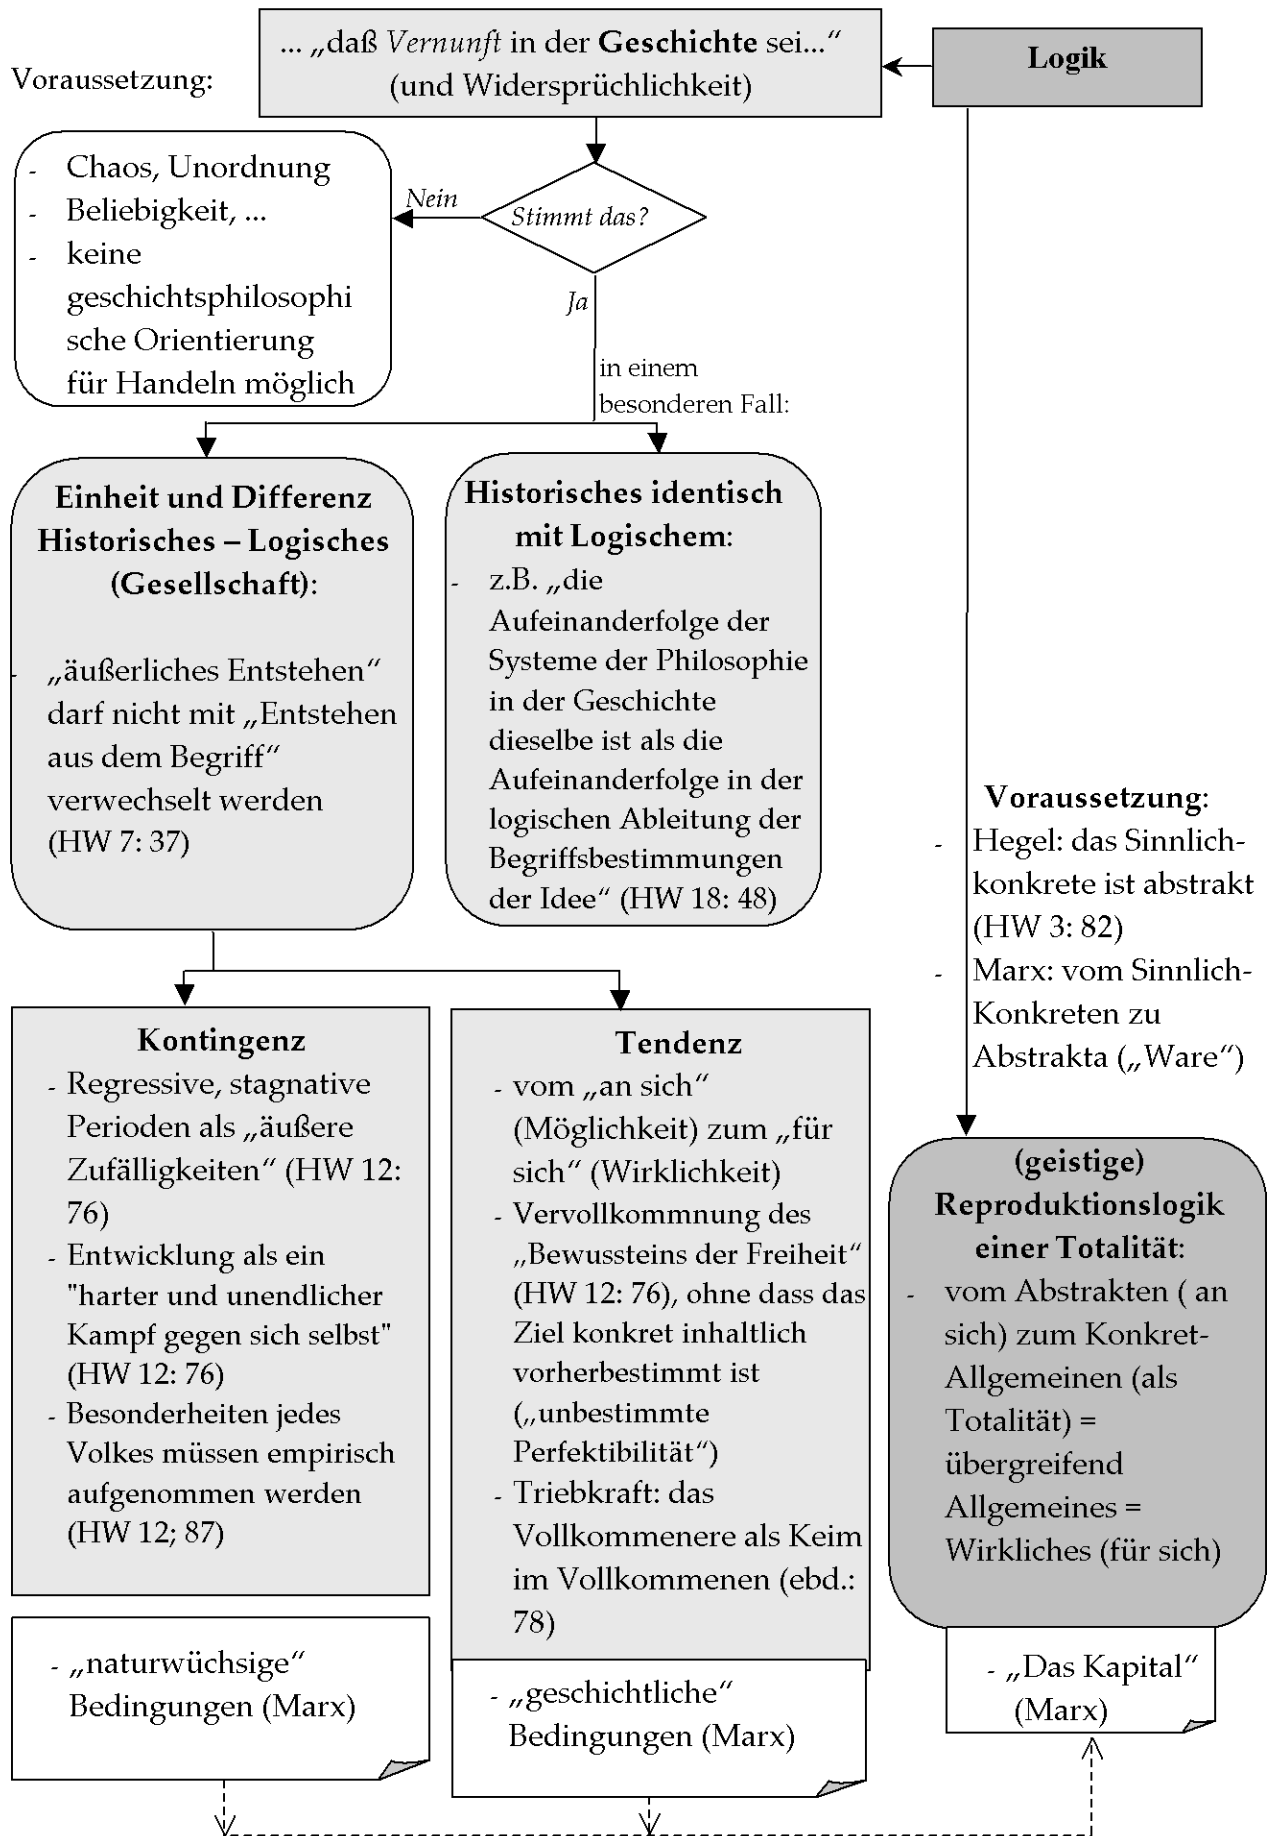 ... „daß Vernunft in der Geschichte sei...“
(und Widersprüchlichkeit)
Logik
Voraussetzung:
- Chaos, Unordnung
- Beliebigkeit, ...
- keine
geschichtsphilosophi
sche Orientierung
für Handeln möglich
Nein
Stimmt das?
Ja
in einem
besonderen Fall:
Einheit und Differenz
Historisches – Logisches
(Gesellschaft):
- „äußerliches Entstehen“
darf nicht mit „Entstehen
aus dem Begriff“
verwechselt werden
(HW 7: 37)
Historisches identisch
mit Logischem:
- z.B. „die
Aufeinanderfolge der
Systeme der Philosophie
in der Geschichte
dieselbe ist als die
Aufeinanderfolge in der
logischen Ableitung der
Begriffsbestimmungen
der Idee“ (HW 18: 48)
Voraussetzung:
- Hegel: das Sinnlich-
konkrete ist abstrakt
(HW 3: 82)
- Marx: vom Sinnlich-
Konkreten zu
Abstrakta („Ware“)
Kontingenz
- Regressive, stagnative
Perioden als „äußere
Zufälligkeiten“ (HW 12:
76)
- Entwicklung als ein
"harter und unendlicher
Kampf gegen sich selbst"
(HW 12: 76)
- Besonderheiten jedes
Volkes müssen empirisch
aufgenommen werden
(HW 12; 87)
Tendenz
- vom „an sich“
(Möglichkeit) zum „für
sich“ (Wirklichkeit)
- Vervollkommnung des
„Bewussteins der Freiheit“
(HW 12: 76), ohne dass das
Ziel konkret inhaltlich
vorherbestimmt ist
(„unbestimmte
Perfektibilität“)
- Triebkraft: das
Vollkommenere als Keim
im Vollkommenen (ebd.:
78)
(geistige)
Reproduktionslogik
einer Totalität:
- vom Abstrakten ( an
sich) zum Konkret-
Allgemeinen (als
Totalität) =
übergreifend
Allgemeines =
Wirkliches (für sich)
- „naturwüchsige“
Bedingungen (Marx)
- „geschichtliche“
Bedingungen (Marx)
- „Das Kapital“
(Marx)